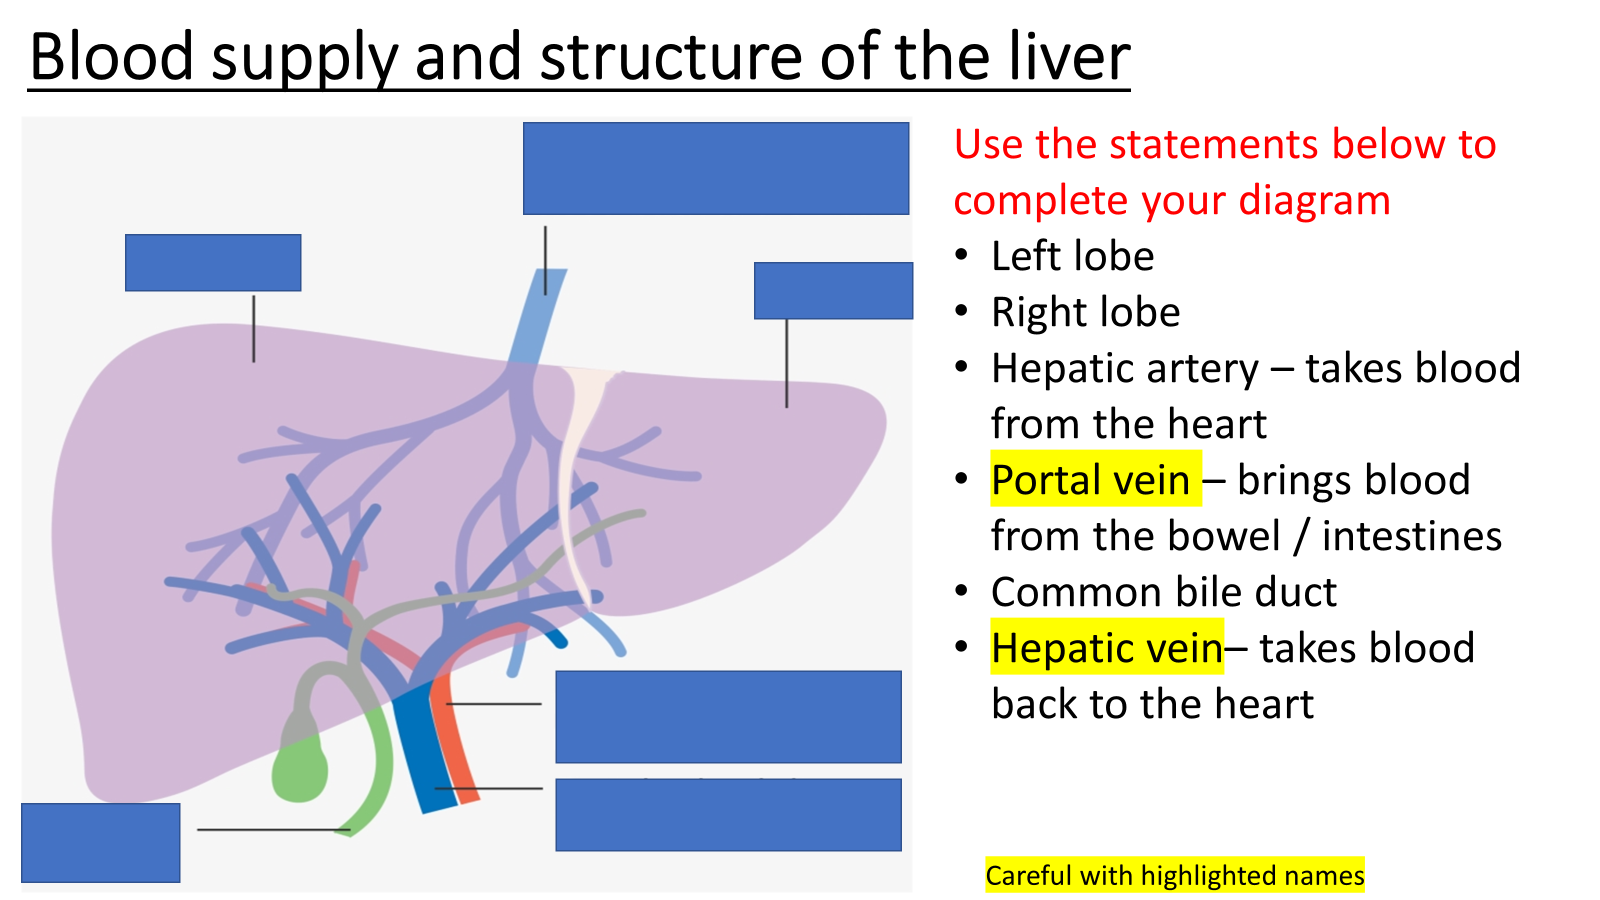 Blood supply and structure of the liver
Use the statements below to
complete your diagram
• Left lobe
• Right lobe
• Hepatic artery – takes blood
from the heart
• Portal vein – brings blood
from the bowel / intestines
• Common bile duct
• Hepatic vein– takes blood
back to the heart
Careful with highlighted names